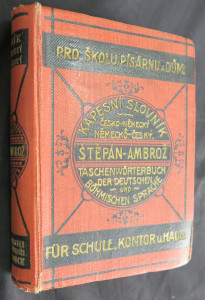 PRO ŠKOLU, PÍSÁRNU A DŮM.
KAPESNÍ SLOVNÍK
ČESKO-NĚMECKÝ
NĚMECKO-ČESKÝ.
ŠTĚPÁN-AMBROŽ
TASCHENWÖRTERBUCH
DER DEUTSCHEN
UND
BÖHMISCHEN SPRACHE
FÜR SCHULE, KONTOR u. HAUS.
AMBROŽ